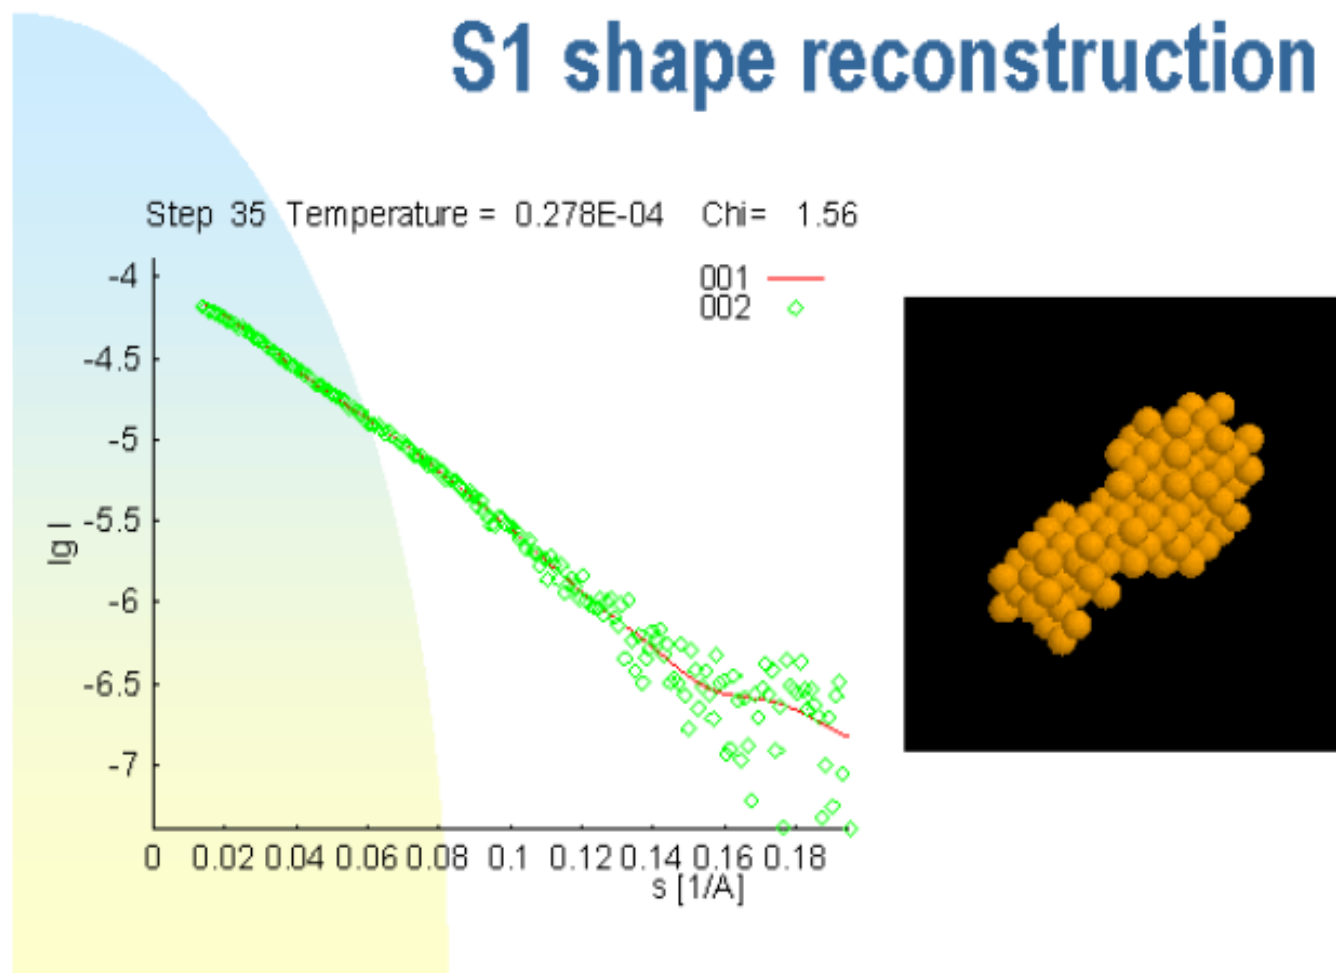 S1 shape reconstruction
Step 35 Temperature = 0.278E-04 Chi= 1.56
001
002
-4
-4.5
-5
-5.5
-6
-6.5
-7
lg I
0 0.02 0.04 0.06 0.08 0.1 0.12 0.14 0.16 0.18
s [1/A]